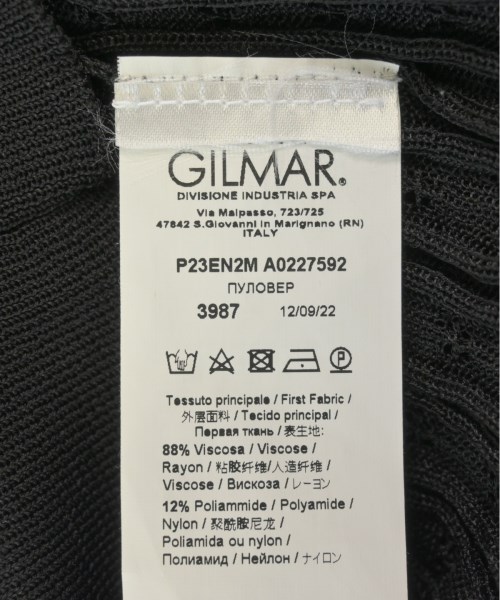 GILMAR®
DIVISIONE INDUSTRIA SPA
Via Malpasso, 723/725
47842 S.Giovanni in Marignano (RN)
ITALY
P23EN2M A0227592
ПУЛОВЕР
3987 12/09/22
P
Tessuto principale / First Fabric /
外层面料 / Tecido principal /
Первая ткань / 表生地:
88% Viscosa / Viscose /
Rayon / 粘胶纤维/人造纤维 /
Viscose / Вискоза / レーヨン
12% Poliammide / Polyamide /
Nylon / 聚酰胺尼龙 /
Poliamida ou nylon /
Полиамид / Нейлон / ナイロン